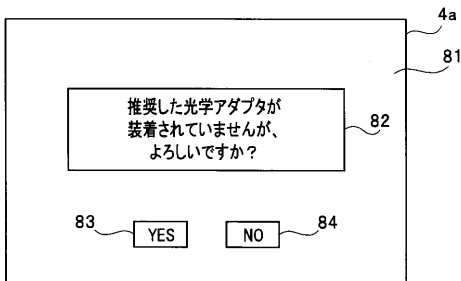 4a
81
推奨した光学アダプタが
装着されていませんが、
よろしいですか?
82
83
YES
NO
84